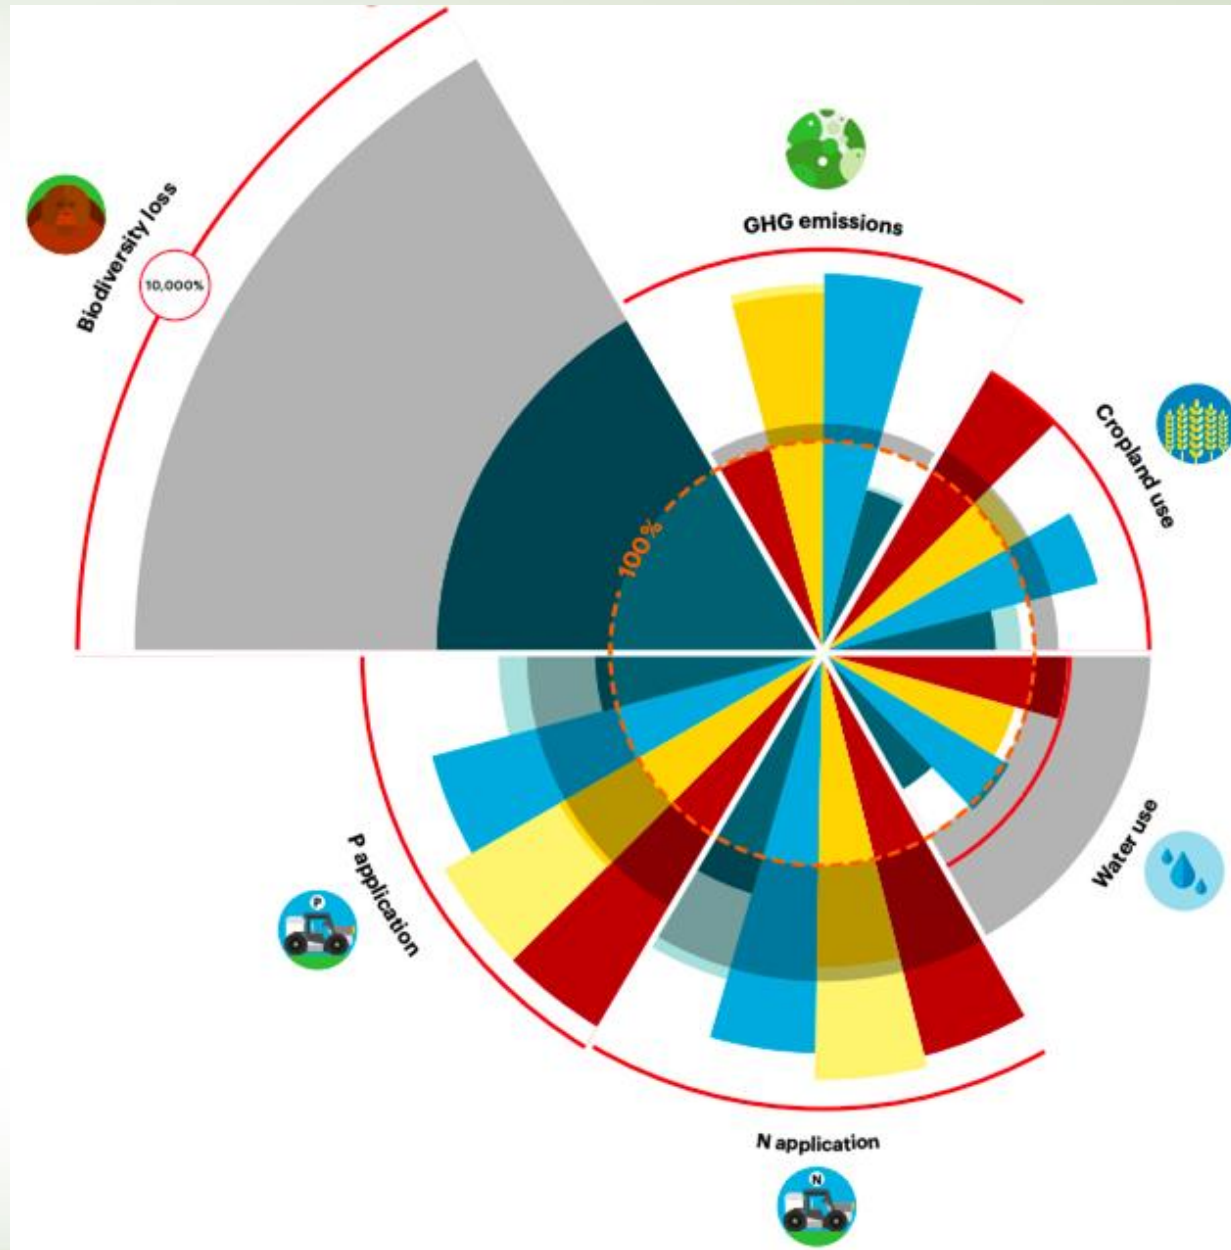 GHG emissions
Biodiversity loss
10,000%
Cropland use
100%
Water use
P application
P
N application
N